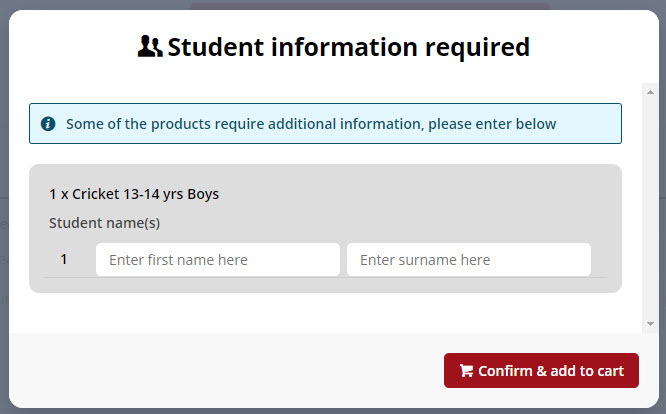 Student information required
Some of the products require additional information, please enter below
1 x Cricket 13-14 yrs Boys
Student name(s)
1 Enter first name here Enter surname here
Confirm & add to cart